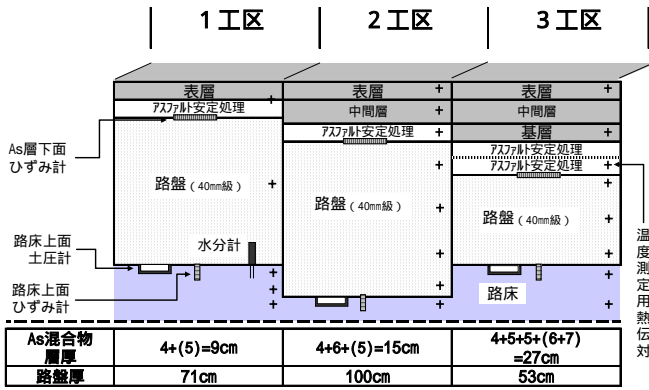 1工区 2工区 3工区
表層 表層 表層
アスファルト安定処理 中間層 中間層
アスファルト安定処理 基層
アスファルト安定処理
アスファルト安定処理
As層下面
ひずみ計
路盤(40mm級) 路盤(40mm級) 路盤(40mm級)
水分計
路床上面
土圧計
路床上面
ひずみ計
路床
温度測定用熱伝対
As混合物
層厚 4+(5)=9cm 4+6+(5)=15cm 4+5+5+(6+7)
=27cm
路盤厚 71cm 100cm 53cm